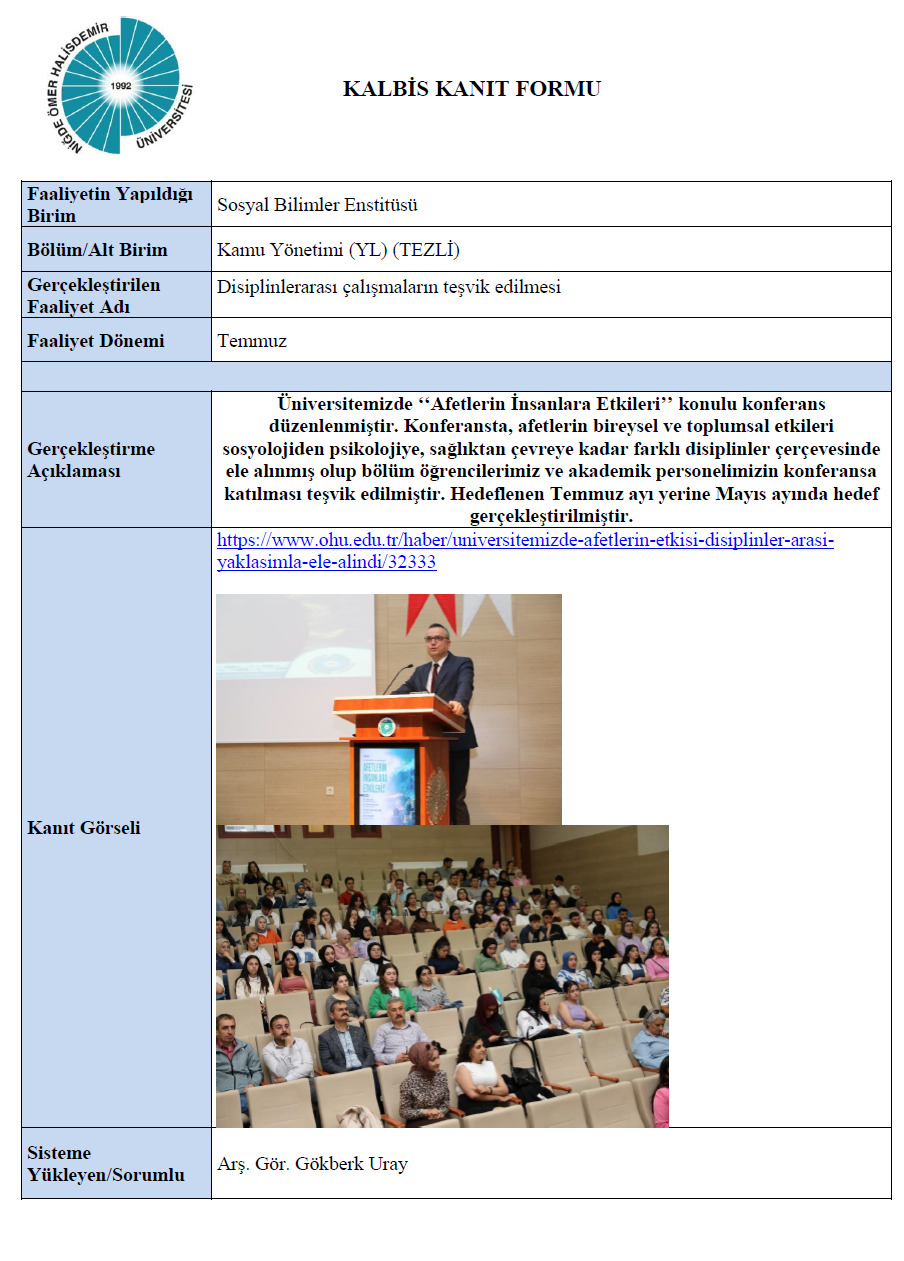 NİĞDE ÖMER HALİSDEMİR
ÜNİVERSİTESİ
1992
KALBİS KANIT FORMU
Faaliyetin Yapıldığı
Birim
Sosyal Bilimler Enstitüsü
Bölüm/Alt Birim
Kamu Yönetimi (YL) (TEZLİ)
Gerçekleştirilen
Faaliyet Adı
Disiplinlerarası çalışmaların teşvik edilmesi
Faaliyet Dönemi
Temmuz
Gerçekleştirme
Açıklaması
Üniversitemizde ‘‘Afetlerin İnsanlara Etkileri’’ konulu konferans
düzenlenmiştir. Konferansta, afetlerin bireysel ve toplumsal etkileri
sosyolojiden psikolojiye, sağlıktan çevreye kadar farklı disiplinler çerçevesinde
ele alınmış olup bölüm öğrencilerimiz ve akademik personelimizin konferansa
katılması teşvik edilmiştir. Hedeflenen Temmuz ayı yerine Mayıs ayında hedef
gerçekleştirilmiştir.
Kanıt Görseli
https://www.ohu.edu.tr/haber/universitemizde-afetlerin-etkisi-disiplinler-arasi-
yaklasimla-ele-alindi/32333
AFETLERİN
İNSANLARA
ETKİLERİ
Sisteme
Yükleyen/Sorumlu
Arş. Gör. Gökberk Uray